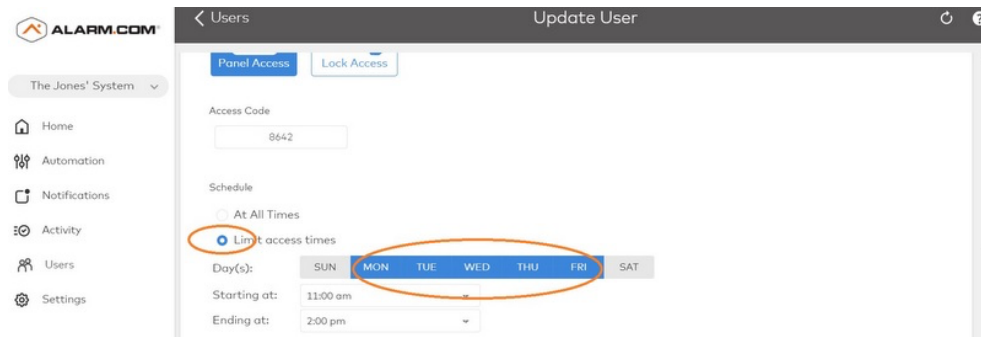 ALARM.COM
The Jones' System
Home
Automation
Notifications
Activity
Users
Settings
Users
Update User
?
Panel Access
Lock Access
Access Code
8642
Schedule
At All Times
Limit access times
Day(s): SUN MON TUE WED THU FRI SAT
Starting at: 11:00 am
Ending at: 2:00 pm